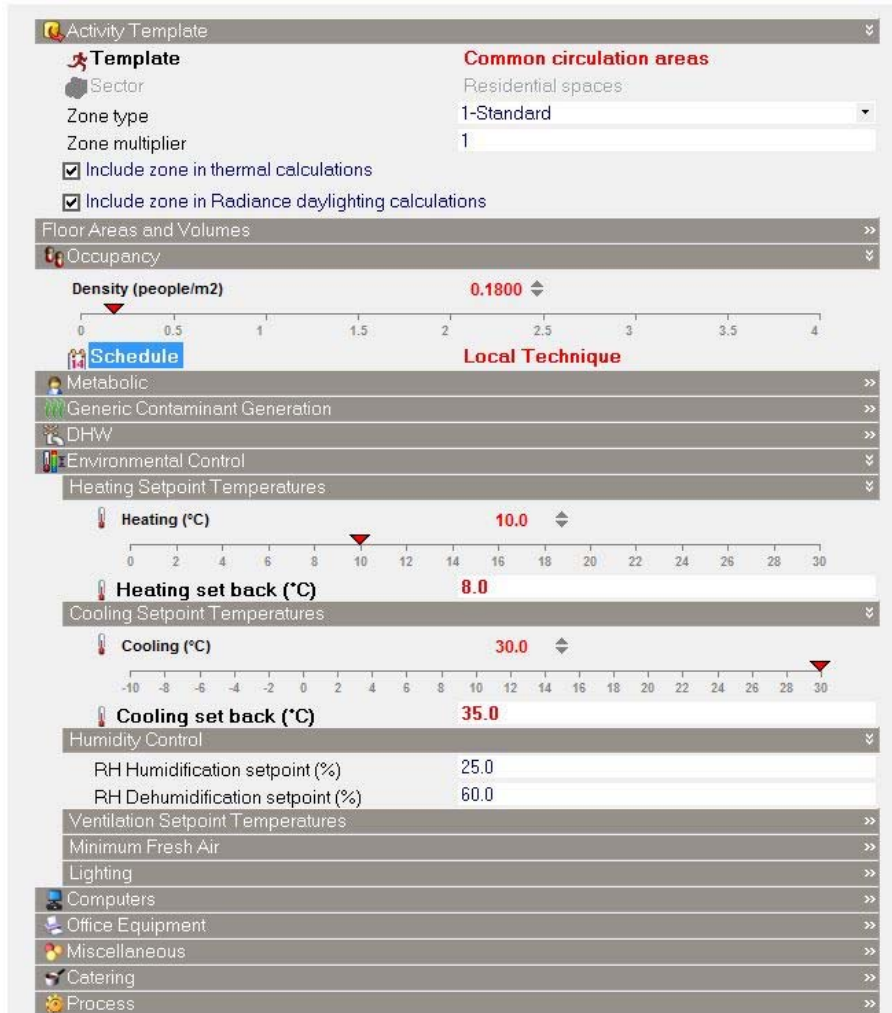 Activity Template
Template Common circulation areas
Sector Residential spaces
Zone type 1-Standard
Zone multiplier 1
Include zone in thermal calculations
Include zone in Radiance daylighting calculations
Floor Areas and Volumes
Occupancy
Density (people/m2) 0.1800
0 0.5 1 1.5 2 2.5 3 3.5 4
14 Schedule Local Technique
Metabolic
Generic Contaminant Generation
DHW
Environmental Control
Heating Setpoint Temperatures
Heating (°C) 10.0
0 2 4 6 8 10 12 14 16 18 20 22 24 26 28 30
Heating set back (°C) 8.0
Cooling Setpoint Temperatures
Cooling (°C) 30.0
-10 -8 -6 -4 -2 0 2 4 6 8 10 12 14 16 18 20 22 24 26 28 30
Cooling set back (°C) 35.0
Humidity Control
RH Humidification setpoint (%) 25.0
RH Dehumidification setpoint (%) 60.0
Ventilation Setpoint Temperatures
Minimum Fresh Air
Lighting
Computers
Office Equipment
Miscellaneous
Catering
Process